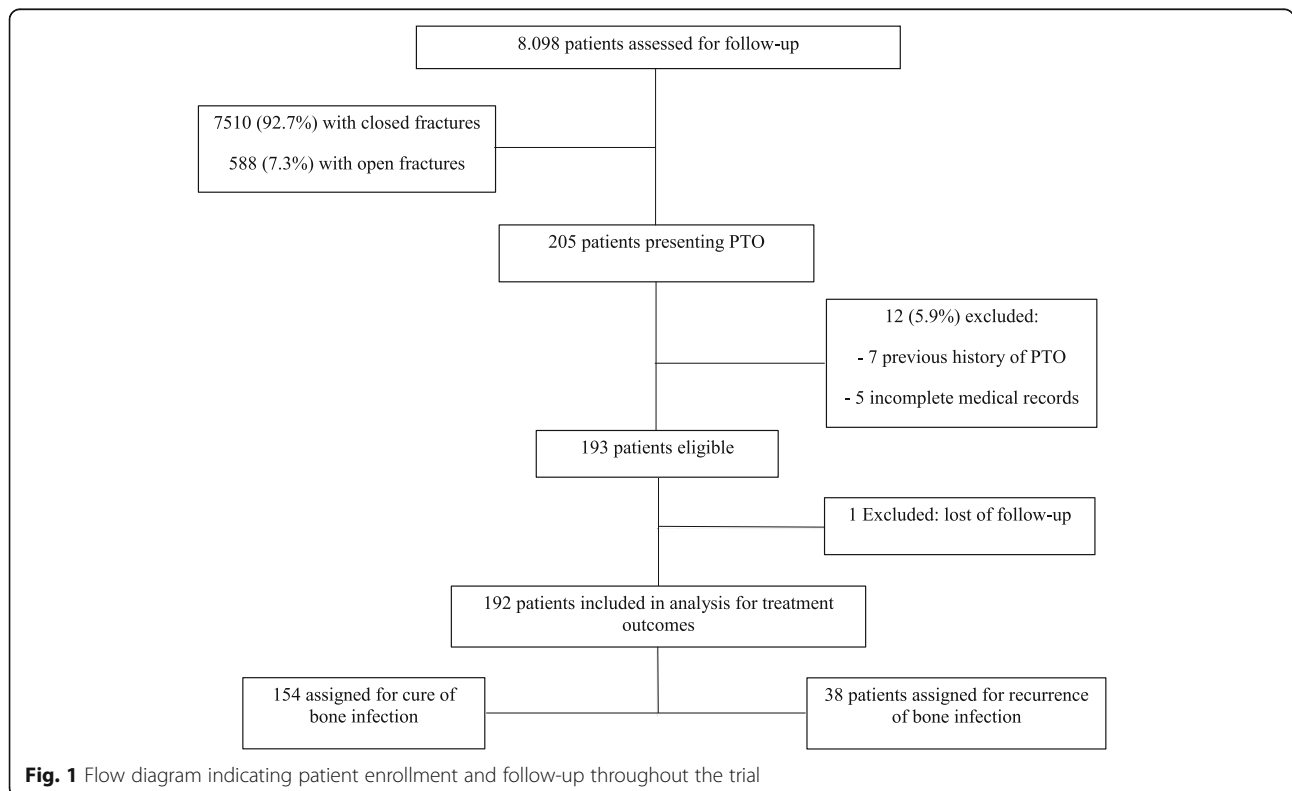 8.098 patients assessed for follow-up
7510 (92.7%) with closed fractures
588 (7.3%) with open fractures
205 patients presenting PTO
12 (5.9%) excluded:
- 7 previous history of PTO
- 5 incomplete medical records
193 patients eligible
1 Excluded: lost of follow-up
192 patients included in analysis for treatment
outcomes
154 assigned for cure of
bone infection
38 patients assigned for recurrence
of bone infection
Fig. 1 Flow diagram indicating patient enrollment and follow-up throughout the trial